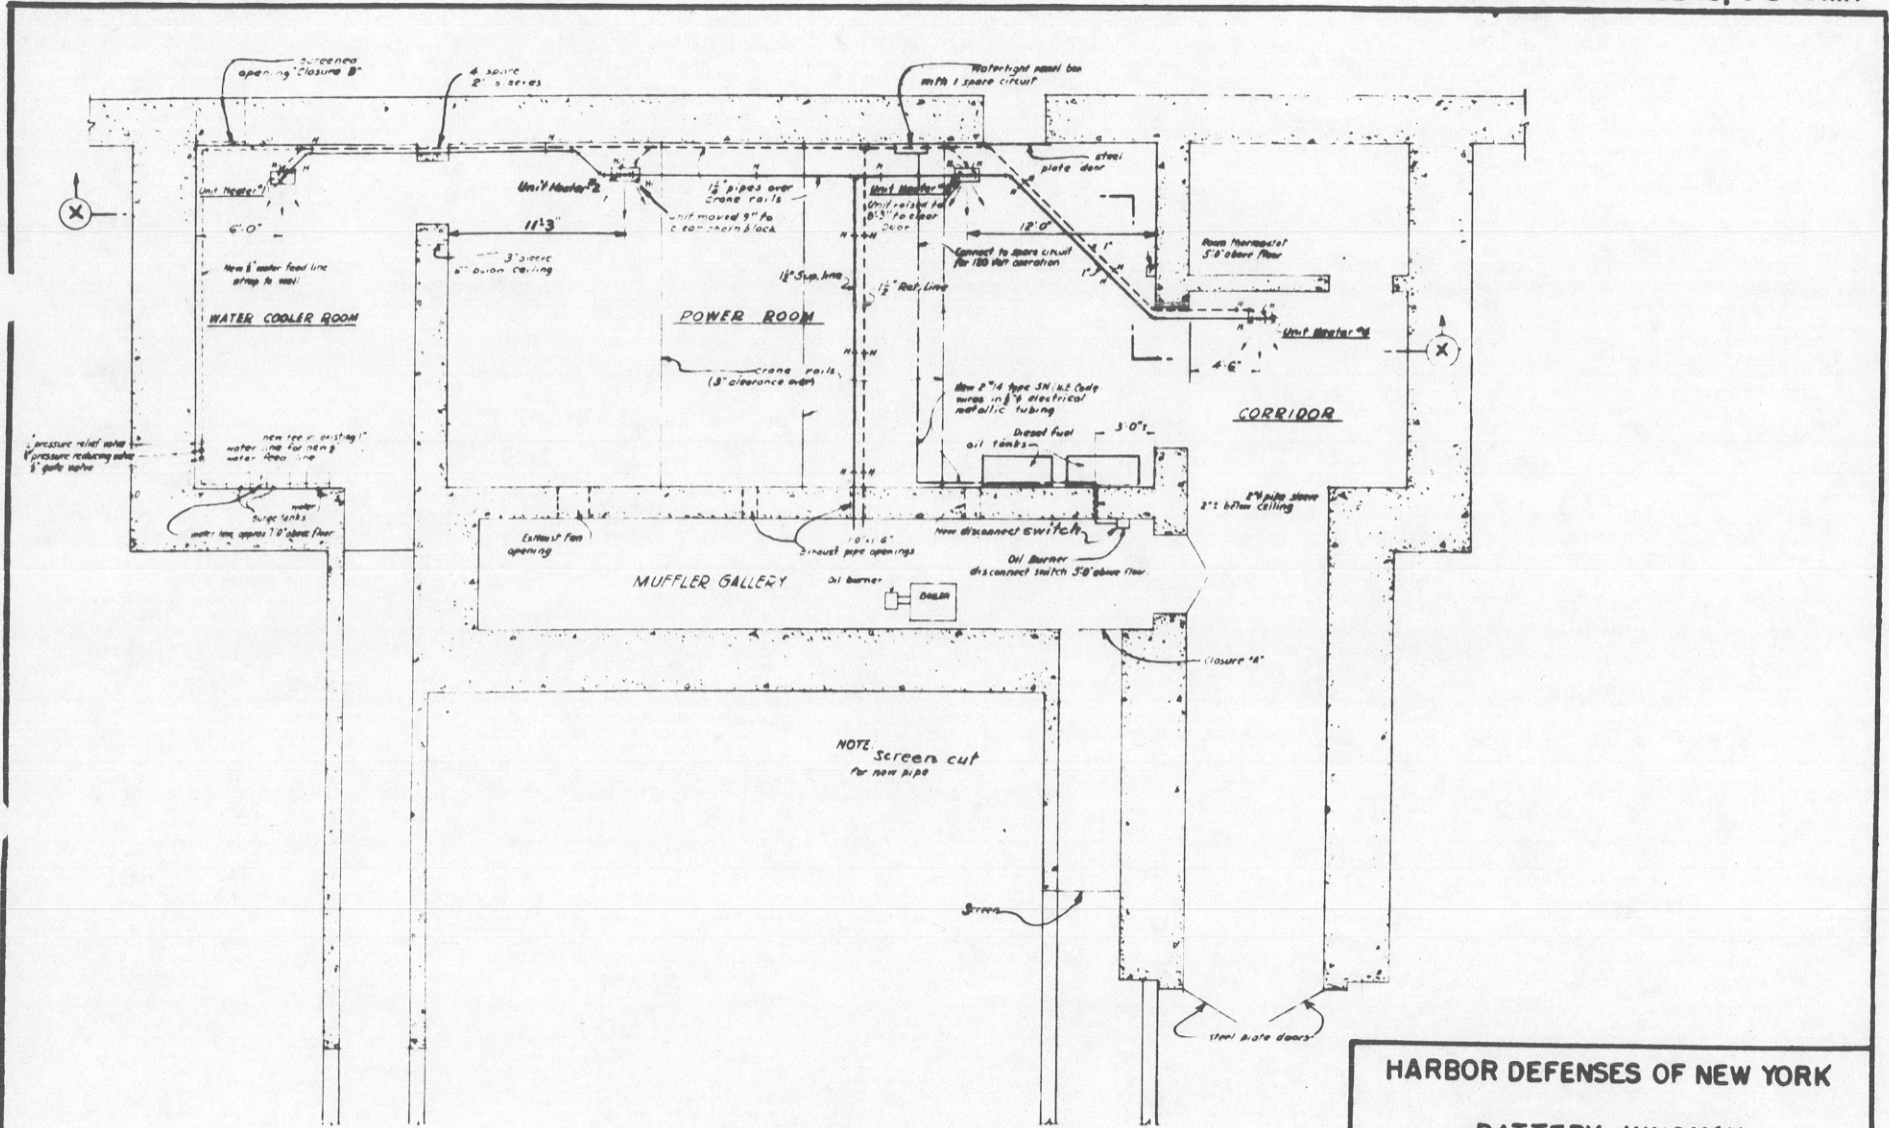 Screened
opening "Closure B"
4 spare
2" sleeves
Watertight panel box
with 1 spare circuit
steel
plate door
Unit Heater #1
6'-0"
New ½" water feed line
strap to wall
WATER COOLER ROOM
Unit Heater #2
11'-3"
3" sleeve
6" below ceiling
1½" pipes over
crane rails
Unit moved 9" to
clear chain block
POWER ROOM
1½" Sup. line
1½" Ret. Line
crane rails
(3" clearance over)
Unit Heater
Unit raised to
8'-3" to clear
Door
12'-0"
Connect to spare circuit
for 120 Volt operation
1"
1"
Room thermostat
5'-0" above floor
Unit Heater
4'-6"
X
X
CORRIDOR
New 2 #14 type SN N.E. Code
wires in electrical
metallic tubing
Diesel fuel
oil tanks
3'-0"±
pressure relief valve
pressure reducing valve
gate valve
new tee in existing 1"
water line for new
water feed line
water
surge tanks
water line approx 7'-0" above floor
2" pipe sleeve
2"± below ceiling
Exhaust Fan
opening
exhaust pipe openings
New disconnect switch
Oil Burner
disconnect switch 5'-0" above floor
MUFFLER GALLERY
Oil burner
BOILER
Closure "A"
NOTE
Screen cut
for new pipe
Screen
steel plate doors
HARBOR DEFENSES OF NEW YORK